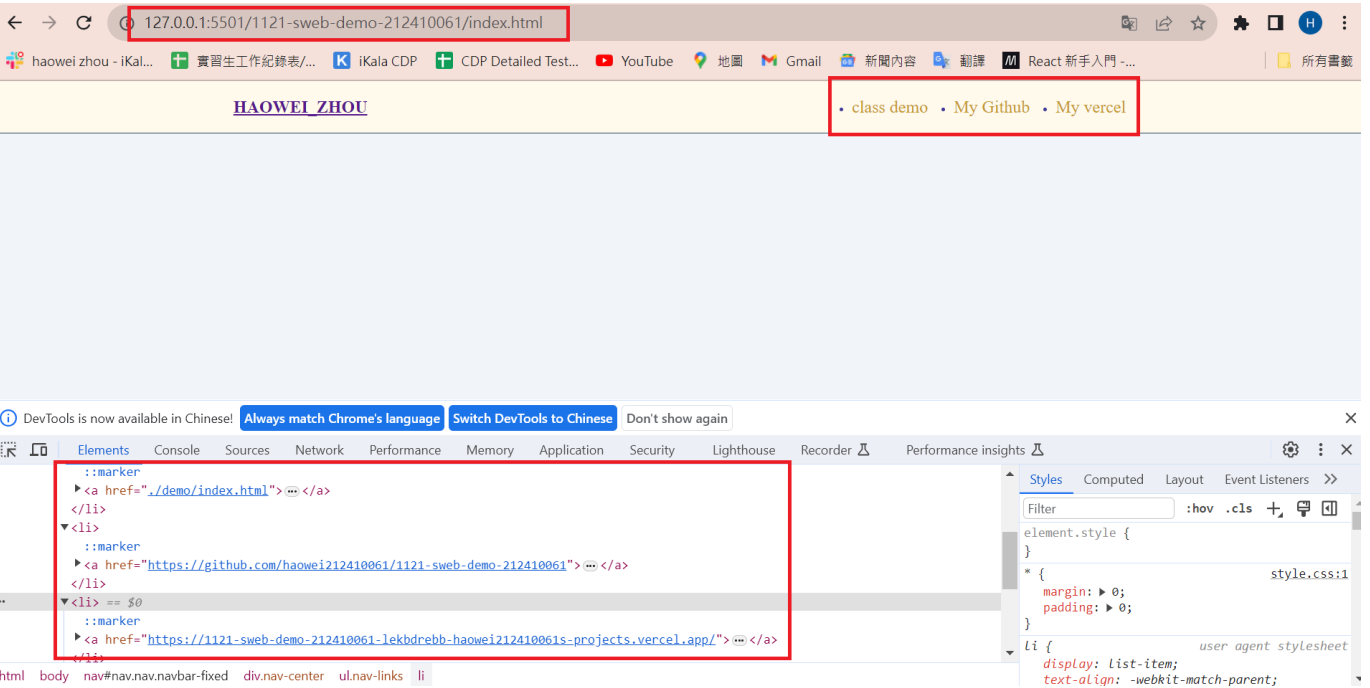 127.0.0.1:5501/1121-sweb-demo-212410061/index.html
H
haowei zhou - iKal... 實習生工作紀錄表/... K iKala CDP CDP Detailed Test... YouTube 地圖 Gmail 新聞內容 翻譯 M React 新手入門 -... 所有書籤
HAOWEI_ZHOU • class demo • My Github • My vercel
DevTools is now available in Chinese! Always match Chrome's language Switch DevTools to Chinese Don't show again
Elements Console Sources Network Performance Memory Application Security Lighthouse Recorder Performance insights
::marker
<a href="./demo/index.html"> ... </a>
</li>
<li>
::marker
<a href="https://github.com/haowei212410061/1121-sweb-demo-212410061"> ... </a>
</li>
<li> == $0
::marker
<a href="https://1121-sweb-demo-212410061-lekbdrebb-haowei212410061s-projects.vercel.app/"> ... </a>
</li>
html body nav#nav.nav.navbar-fixed div.nav-center ul.nav-links li
Styles Computed Layout Event Listeners
Filter :hov .cls
element.style {
}
* { style.css:1
margin: 0;
padding: 0;
}
li { user agent stylesheet
display: list-item;
text-align: -webkit-match-parent;